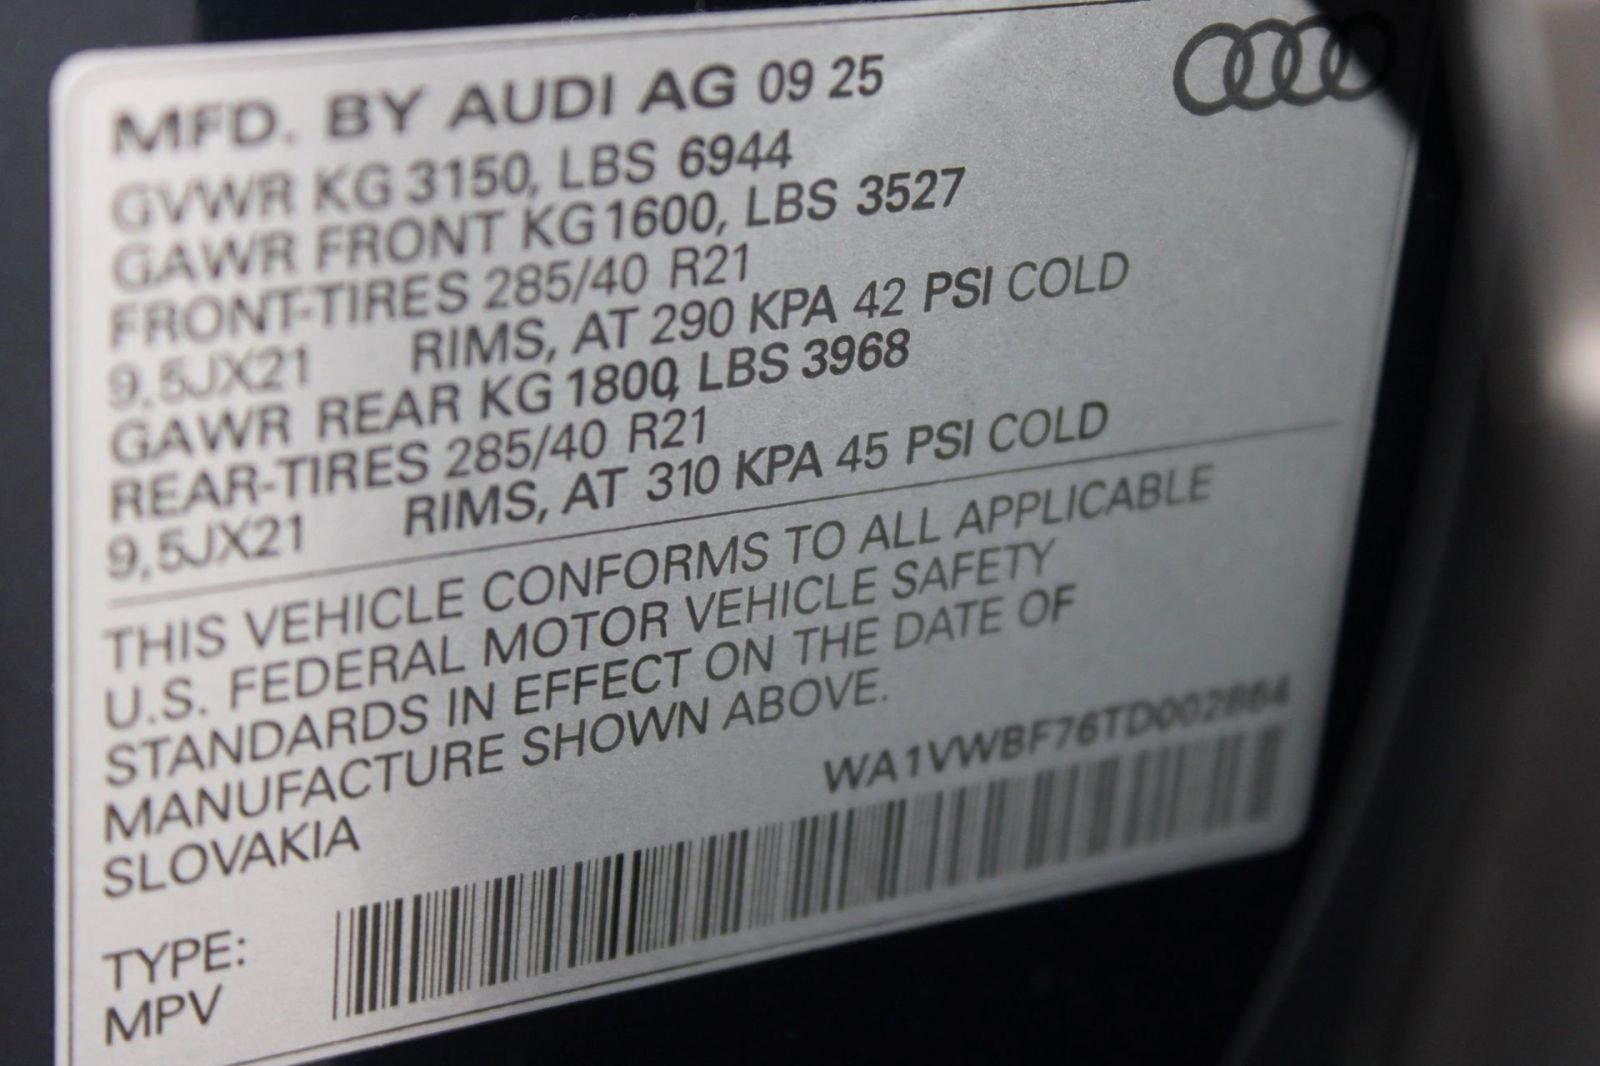 MFD. BY AUDI AG 09 25
GVWR KG 3150, LBS 6944
GAWR FRONT KG 1600, LBS 3527
FRONT-TIRES 285/40 R21
9,5JX21 RIMS, AT 290 KPA 42 PSI COLD
GAWR REAR KG 1800, LBS 3968
REAR-TIRES 285/40 R21
9,5JX21 RIMS, AT 310 KPA 45 PSI COLD
THIS VEHICLE CONFORMS TO ALL APPLICABLE
U.S. FEDERAL MOTOR VEHICLE SAFETY
STANDARDS IN EFFECT ON THE DATE OF
MANUFACTURE SHOWN ABOVE.
SLOVAKIA
WA1VWBF76TD002864
TYPE:
MPV